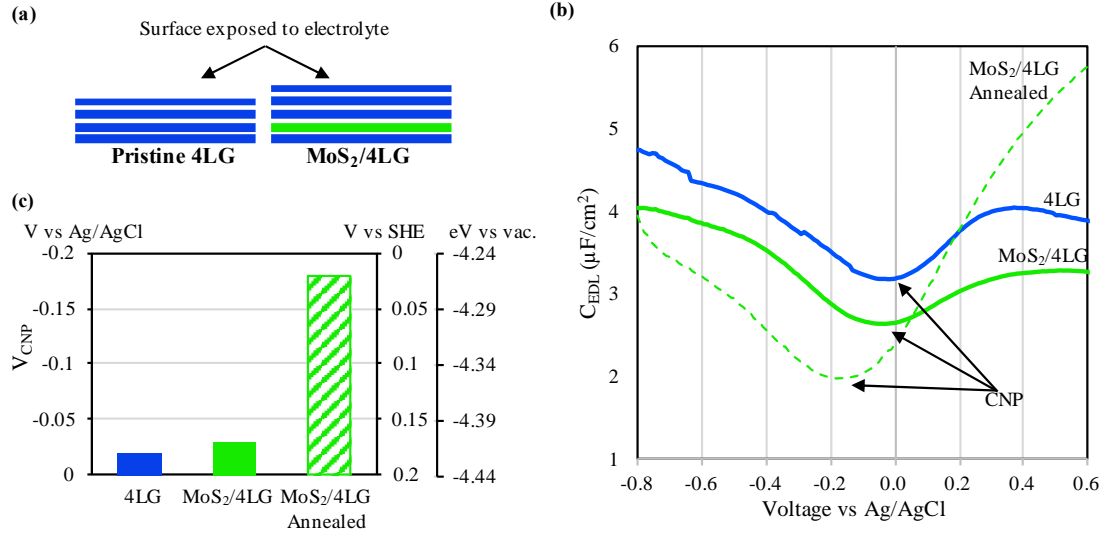 (a)
Surface exposed to electrolyte
Pristine 4LG
MoS₂/4LG
(b)
6
5
4
3
2
1
C_EDL (µF/cm²)
MoS₂/4LG
Annealed
4LG
MoS₂/4LG
CNP
-0.8 -0.6 -0.4 -0.2 0.0 0.2 0.4 0.6
Voltage vs Ag/AgCl
(c)
V vs Ag/AgCl V vs SHE eV vs vac.
-0.2 0 -4.24
-0.15 0.05 -4.29
-0.1 0.1 -4.34
-0.05 0.15 -4.39
0 0.2 -4.44
V_CNP
4LG MoS₂/4LG MoS₂/4LG
Annealed